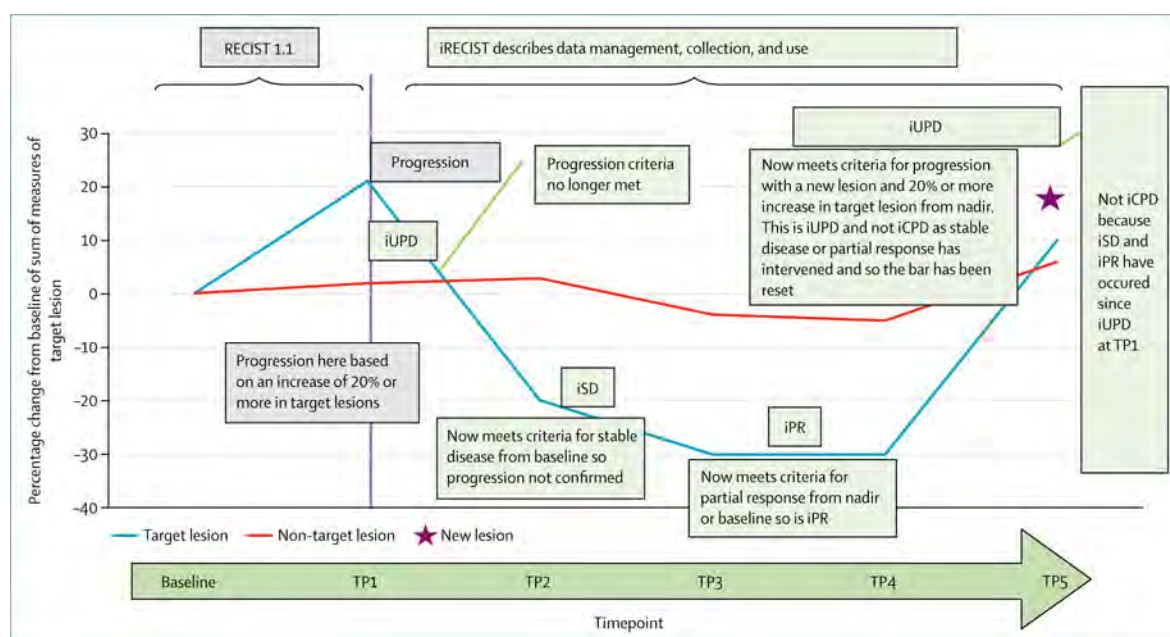 RECIST 1.1
iRECIST describes data management, collection, and use
Percentage change from baseline of sum of measures of
target lesion
30
20
10
0
–10
–20
–30
–40
Progression
iUPD
Progression criteria
no longer met
iUPD
Now meets criteria for progression
with a new lesion and 20% or more
increase in target lesion from nadir.
This is iUPD and not iCPD as stable
disease or partial response has
intervened and so the bar has been
reset
Not iCPD
because
iSD and
iPR have
occured
since
iUPD
at TP1
Progression here based
on an increase of 20% or
more in target lesions
iSD
Now meets criteria for stable
disease from baseline so
progression not confirmed
iPR
Now meets criteria for
partial response from nadir
or baseline so is iPR
Target lesion
Non-target lesion
New lesion
Baseline
TP1
TP2
TP3
TP4
TP5
Timepoint